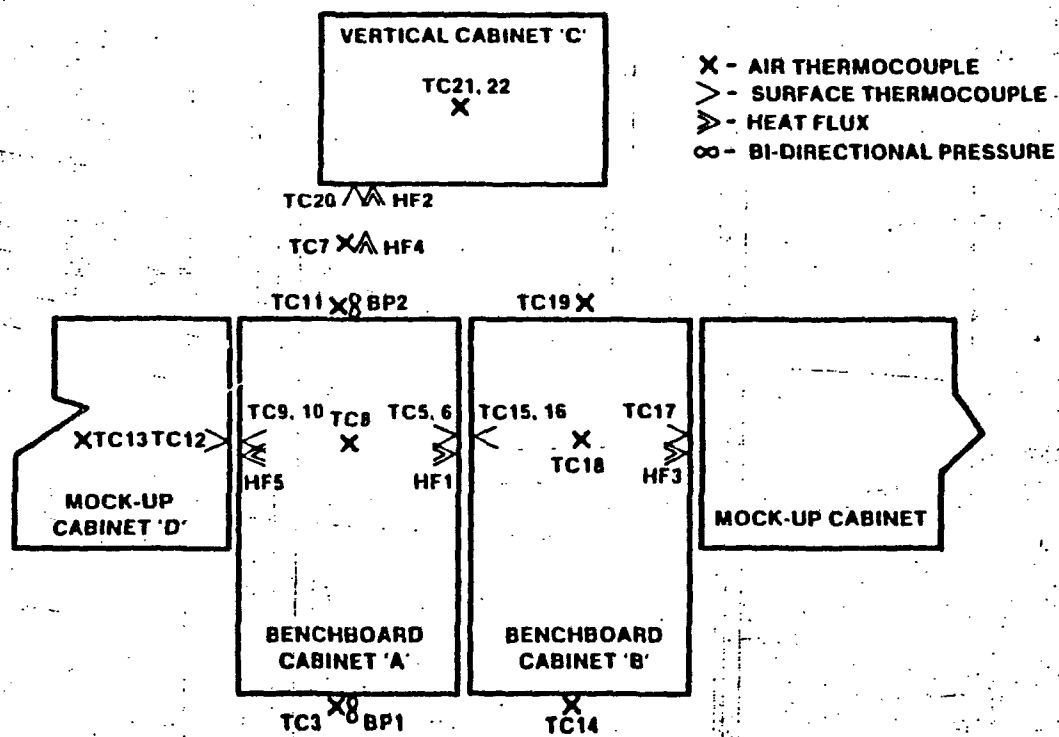 VERTICAL CABINET 'C'
TC21, 22
X - AIR THERMOCOUPLE
> - SURFACE THERMOCOUPLE
⪢ - HEAT FLUX
∞ - BI-DIRECTIONAL PRESSURE
TC20 HF2
TC7 HF4
TC11 BP2
TC19
TC9, 10
TC8
TC5, 6
TC15, 16
TC17
TC13 TC12
TC18
HF5
HF1
HF3
MOCK-UP
CABINET 'D'
MOCK-UP CABINET
BENCHBOARD
CABINET 'A'
BENCHBOARD
CABINET 'B'
TC3 BP1
TC14